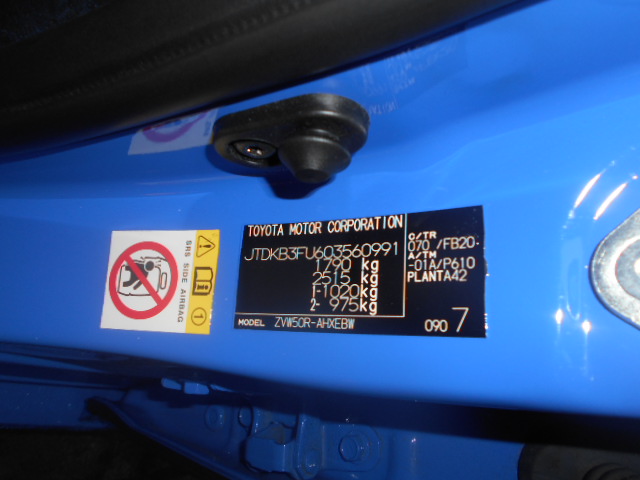 TOYOTA MOTOR CORPORATION
JTDKB3FU603560991
1790 kg
2515 kg
1-1020kg
2- 975kg
MODEL ZVW50R-AHXEBW
C/TR
070 /FB20-
A/TM
-01A/P610
PLANTA42
090 7
SRS SIDE AIRBAG
1